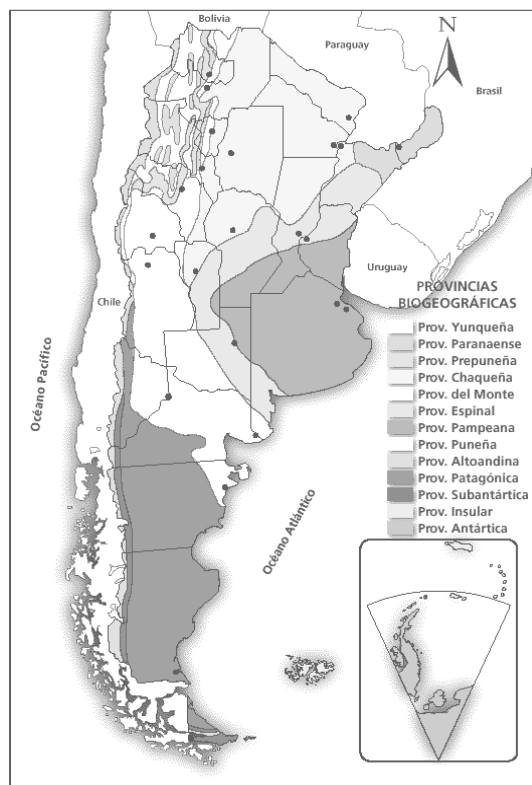 Bolivia
Paraguay
N
Brasil
Uruguay
Chile
Océano Pacífico
Océano Atlántico
PROVINCIAS
BIOGEOGRÁFICAS
Prov. Yunqueña
Prov. Paranaense
Prov. Prepuneña
Prov. Chaqueña
Prov. del Monte
Prov. Espinal
Prov. Pampeana
Prov. Puneña
Prov. Altoandina
Prov. Patagónica
Prov. Subantártica
Prov. Insular
Prov. Antártica